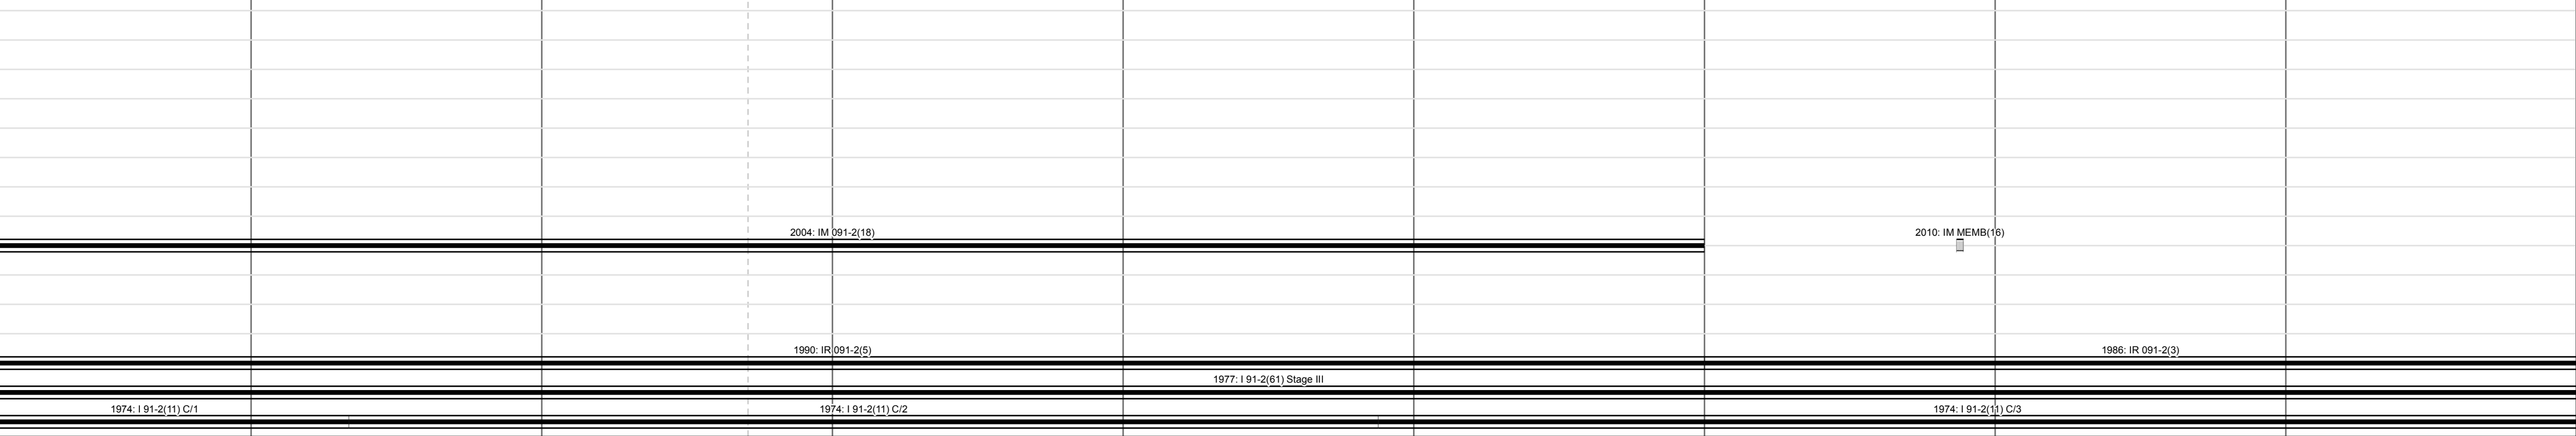 2004: IM 091-2(18)
2010: IM MEMB(16)
1990: IR 091-2(5)
1986: IR 091-2(3)
1977: I 91-2(61) Stage III
1974: I 91-2(11) C/1
1974: I 91-2(11) C/2
1974: I 91-2(11) C/3